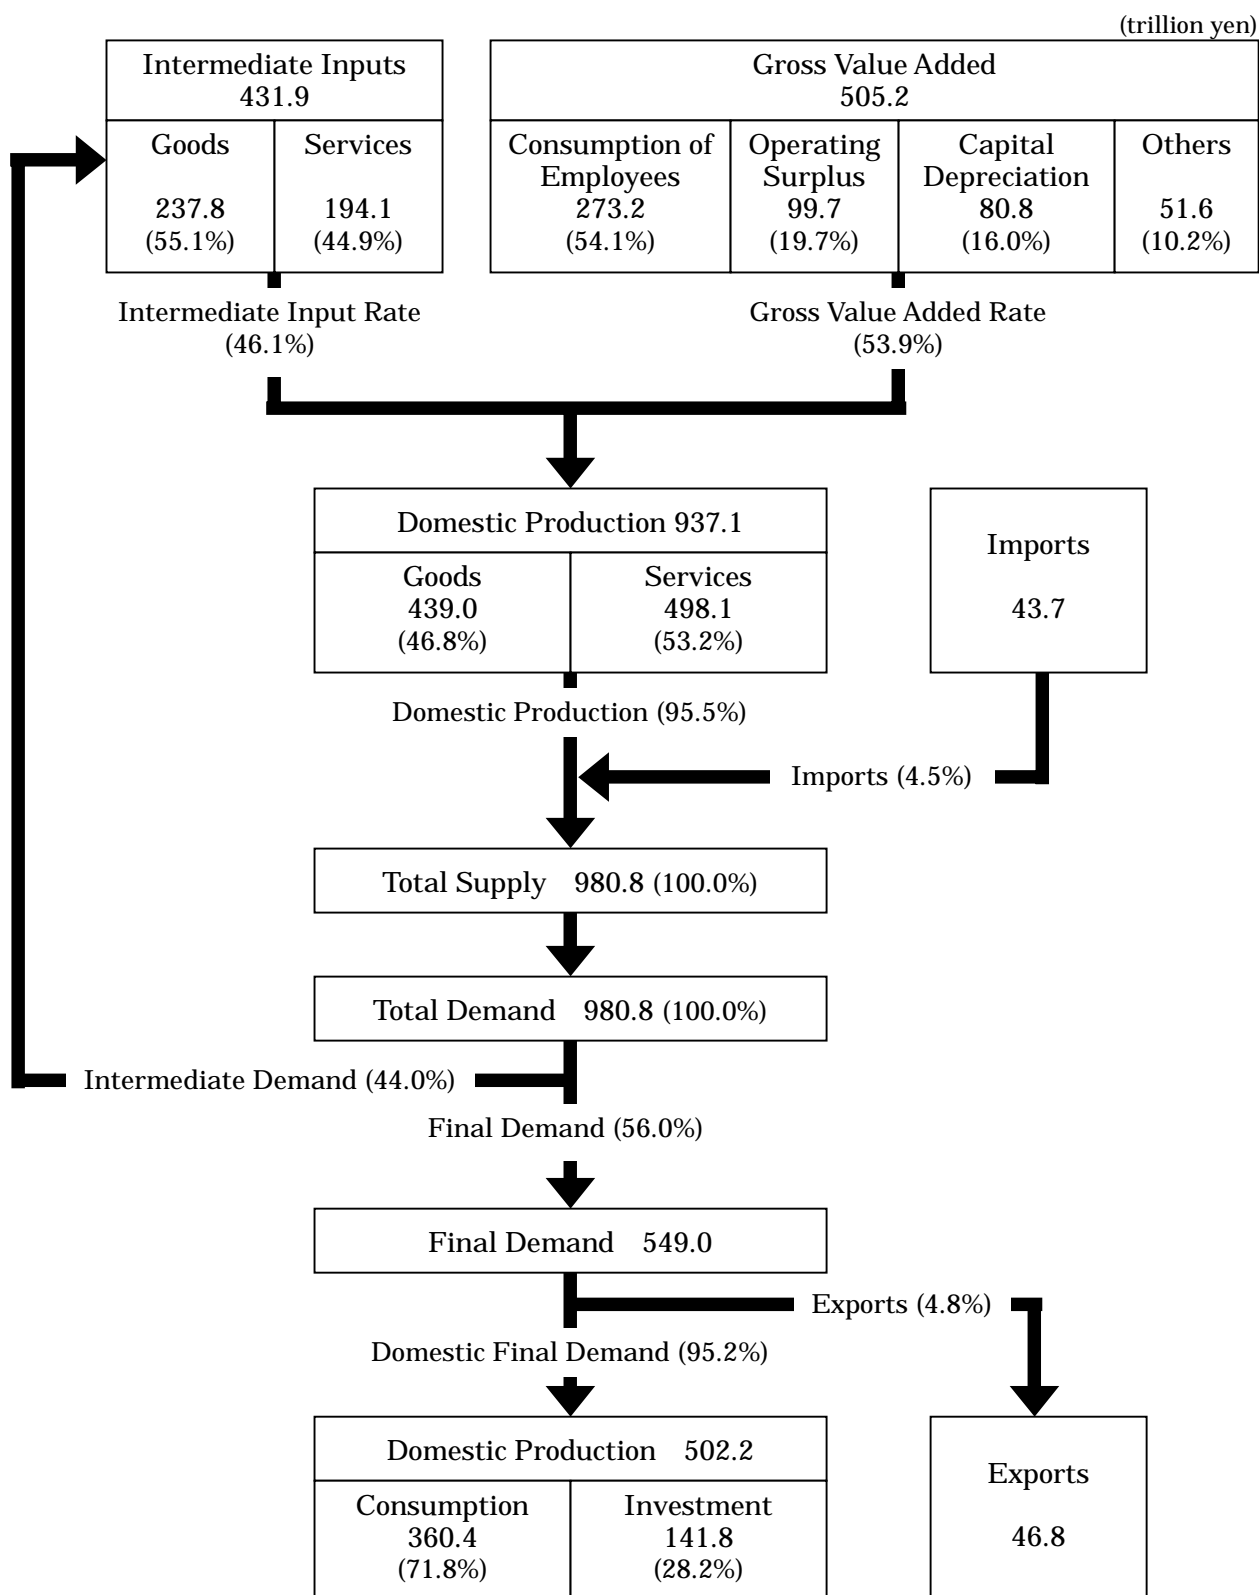 (trillion yen)
Intermediate Inputs
431.9
Goods
237.8
(55.1%)
Services
194.1
(44.9%)
Gross Value Added
505.2
Consumption of
Employees
273.2
(54.1%)
Operating
Surplus
99.7
(19.7%)
Capital
Depreciation
80.8
(16.0%)
Others
51.6
(10.2%)
Intermediate Input Rate
(46.1%)
Gross Value Added Rate
(53.9%)
Domestic Production 937.1
Goods
439.0
(46.8%)
Services
498.1
(53.2%)
Imports
43.7
Domestic Production (95.5%)
Imports (4.5%)
Total Supply 980.8 (100.0%)
Total Demand 980.8 (100.0%)
Intermediate Demand (44.0%)
Final Demand (56.0%)
Final Demand 549.0
Exports (4.8%)
Domestic Final Demand (95.2%)
Domestic Production 502.2
Consumption
360.4
(71.8%)
Investment
141.8
(28.2%)
Exports
46.8